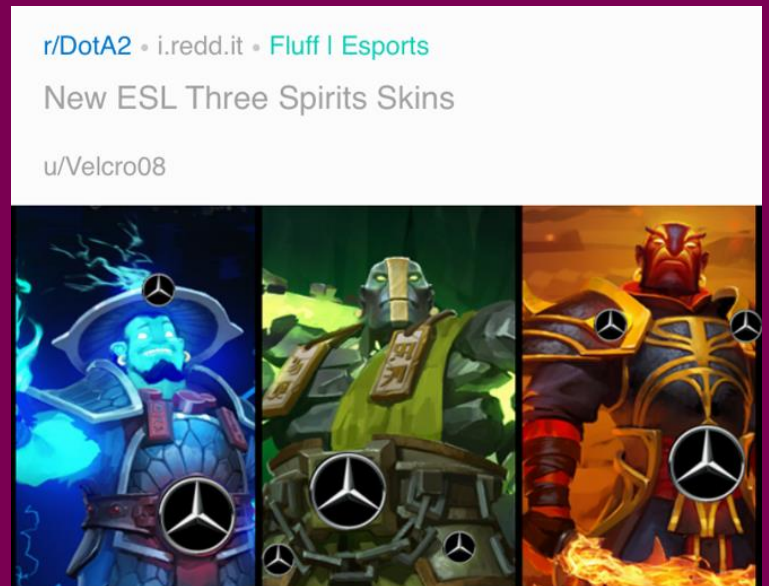 r/DotA2 • i.redd.it • Fluff | Esports
New ESL Three Spirits Skins
u/Velcro08